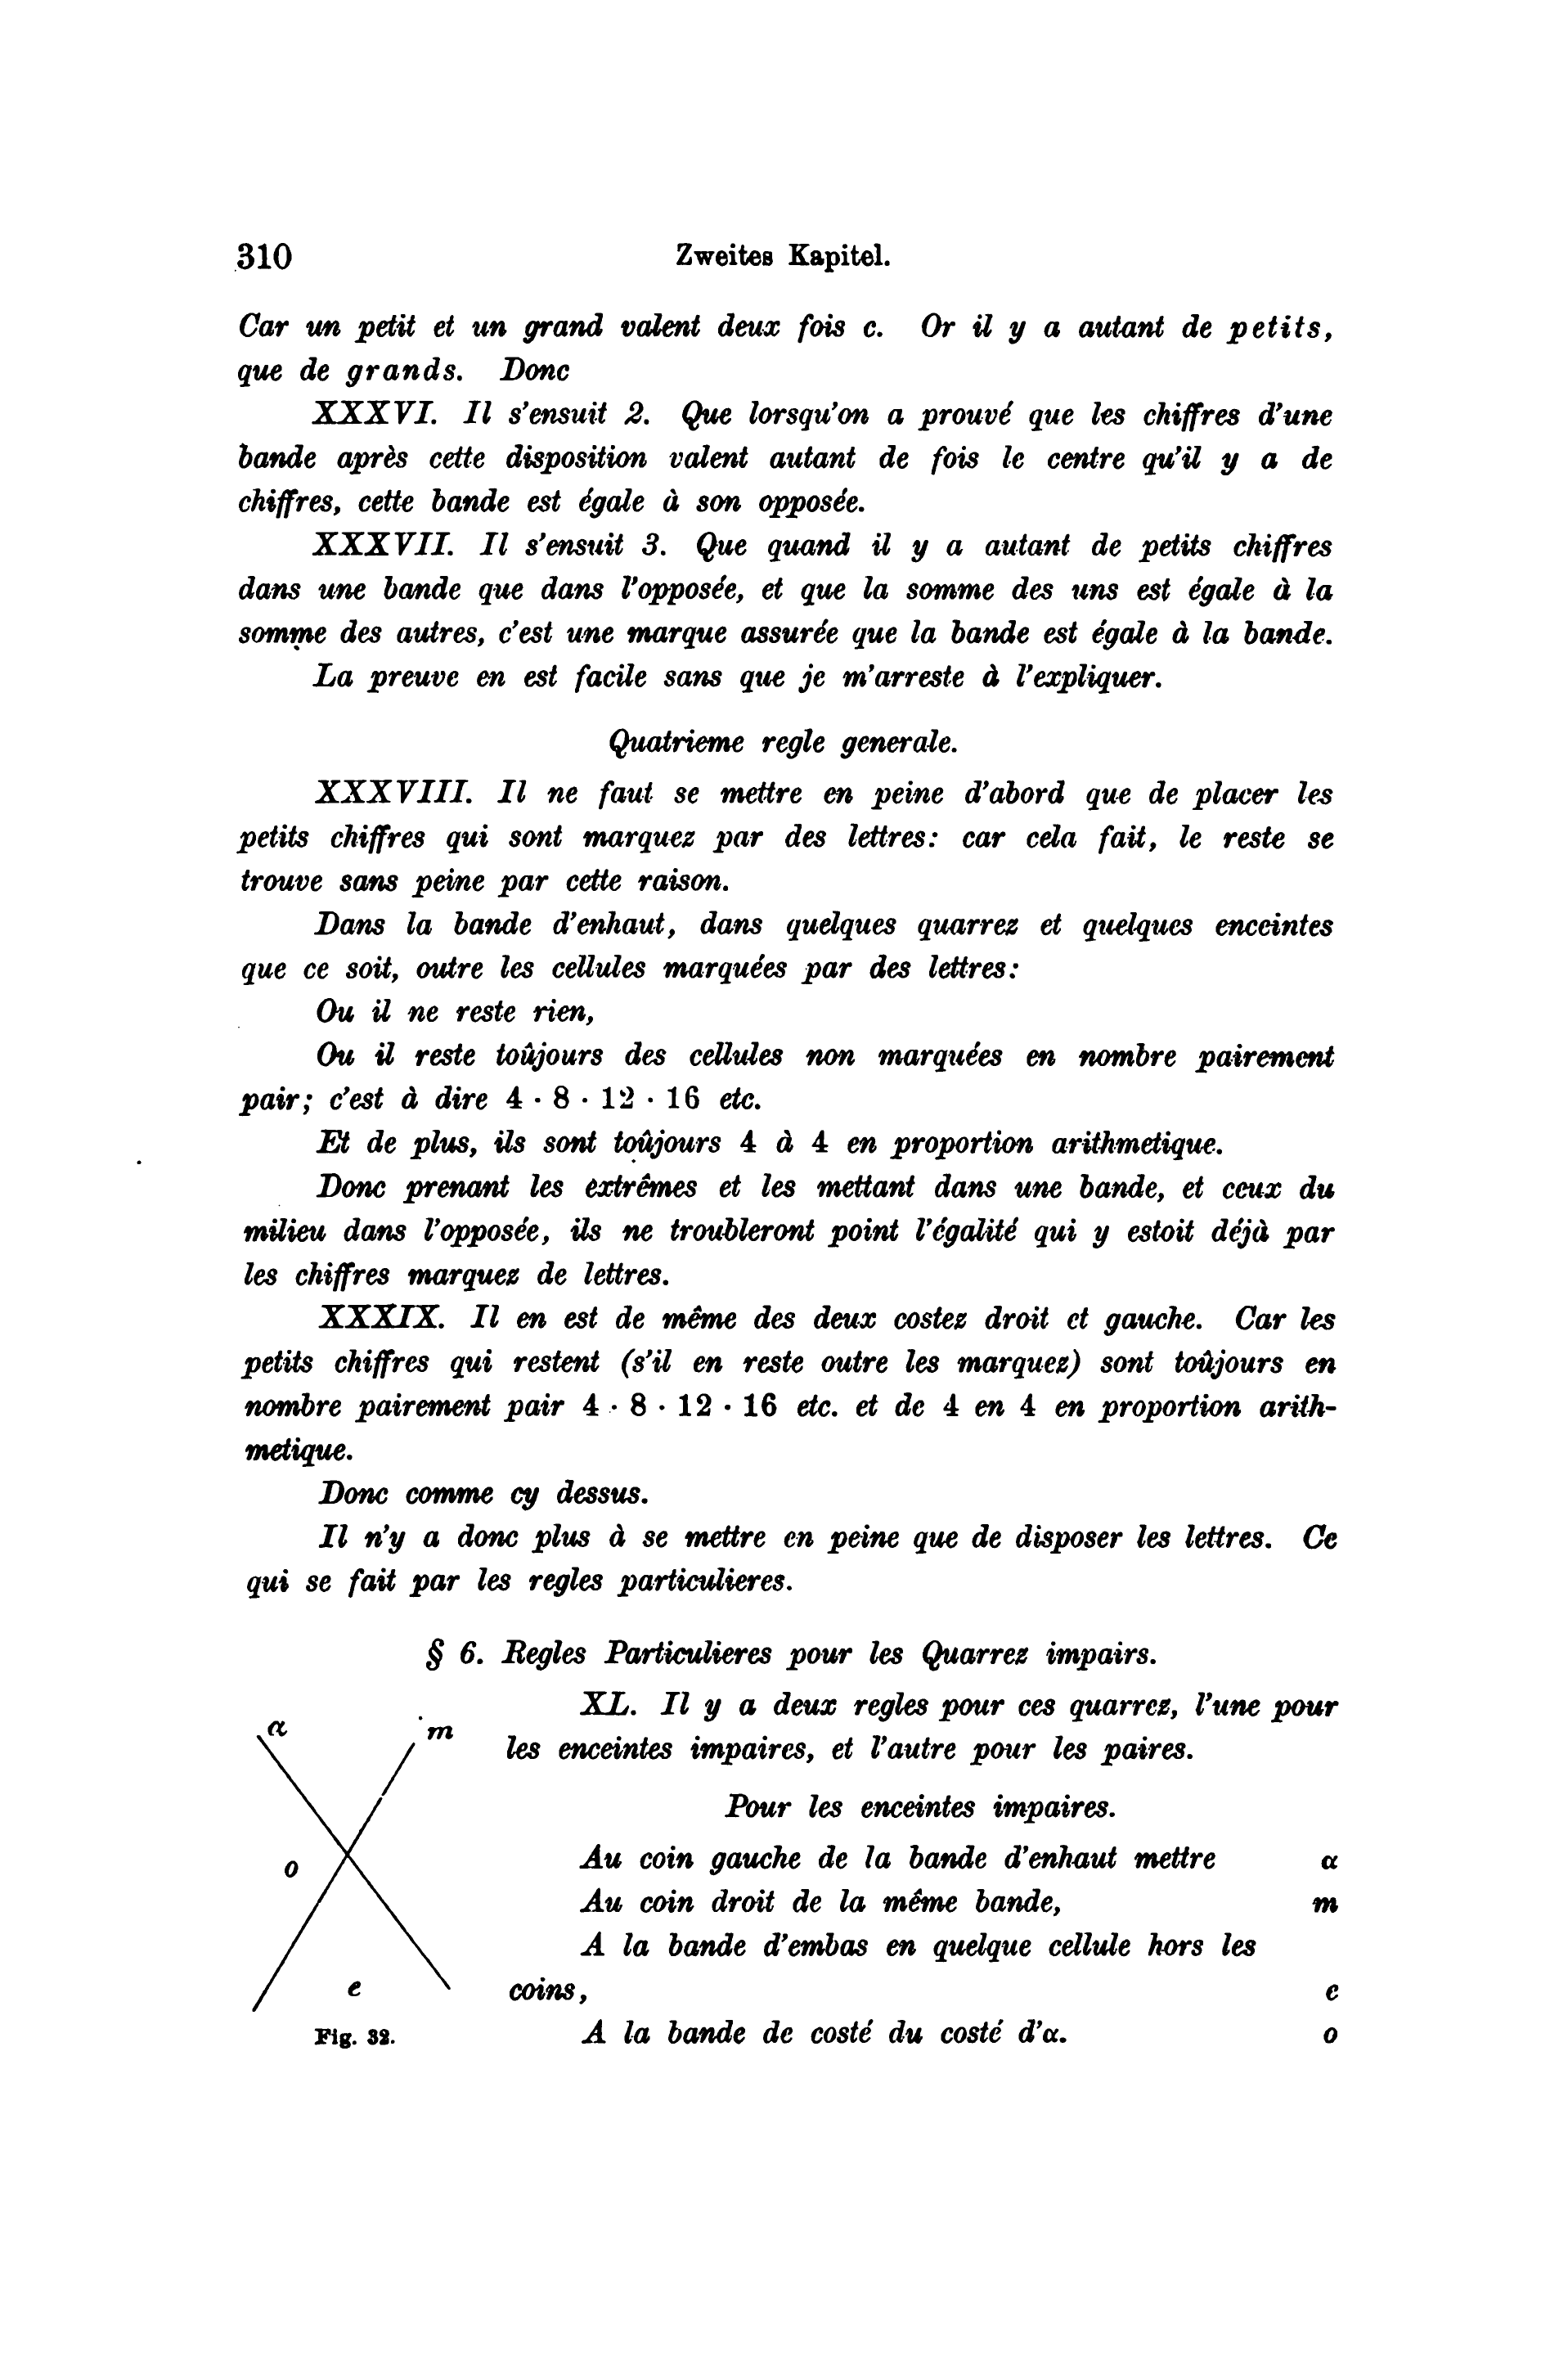 310 Zweites Kapitel.
Car un petit et un grand valent deux fois c. Or il y a autant de petits,
que de grands. Donc
XXXVI. Il s'ensuit 2. Que lorsqu'on a prouvé que les chiffres d'une
bande après cette disposition valent autant de fois le centre qu'il y a de
chiffres, cette bande est égale à son opposée.
XXXVII. Il s'ensuit 3. Que quand il y a autant de petits chiffres
dans une bande que dans l'opposée, et que la somme des uns est égale à la
somme des autres, c'est une marque assurée que la bande est égale à la bande.
La preuve en est facile sans que je m'arreste à l'expliquer.
Quatrieme regle generale.
XXXVIII. Il ne faut se mettre en peine d'abord que de placer les
petits chiffres qui sont marquez par des lettres: car cela fait, le reste se
trouve sans peine par cette raison.
Dans la bande d'enhaut, dans quelques quarrez et quelques enceintes
que ce soit, outre les cellules marquées par des lettres:
Ou il ne reste rien,
Ou il reste toûjours des cellules non marquées en nombre pairement
pair; c'est à dire 4 · 8 · 12 · 16 etc.
Et de plus, ils sont toûjours 4 à 4 en proportion arithmetique.
Donc prenant les extrêmes et les mettant dans une bande, et ceux du
milieu dans l'opposée, ils ne troubleront point l'égalité qui y estoit déjà par
les chiffres marquez de lettres.
XXXIX. Il en est de même des deux costez droit et gauche. Car les
petits chiffres qui restent (s'il en reste outre les marquez) sont toûjours en
nombre pairement pair 4 · 8 · 12 · 16 etc. et de 4 en 4 en proportion arith-
metique.
Donc comme cy dessus.
Il n'y a donc plus à se mettre en peine que de disposer les lettres. Ce
qui se fait par les regles particulieres.
§ 6. Regles Particulieres pour les Quarrez impairs.
XL. Il y a deux regles pour ces quarrez, l'une pour
les enceintes impaires, et l'autre pour les paires.
Pour les enceintes impaires.
Au coin gauche de la bande d'enhaut mettre α
Au coin droit de la même bande, m
A la bande d'embas en quelque cellule hors les
coins, e
A la bande de costé du costé d'α. o
α m
o
e
Fig. 32.